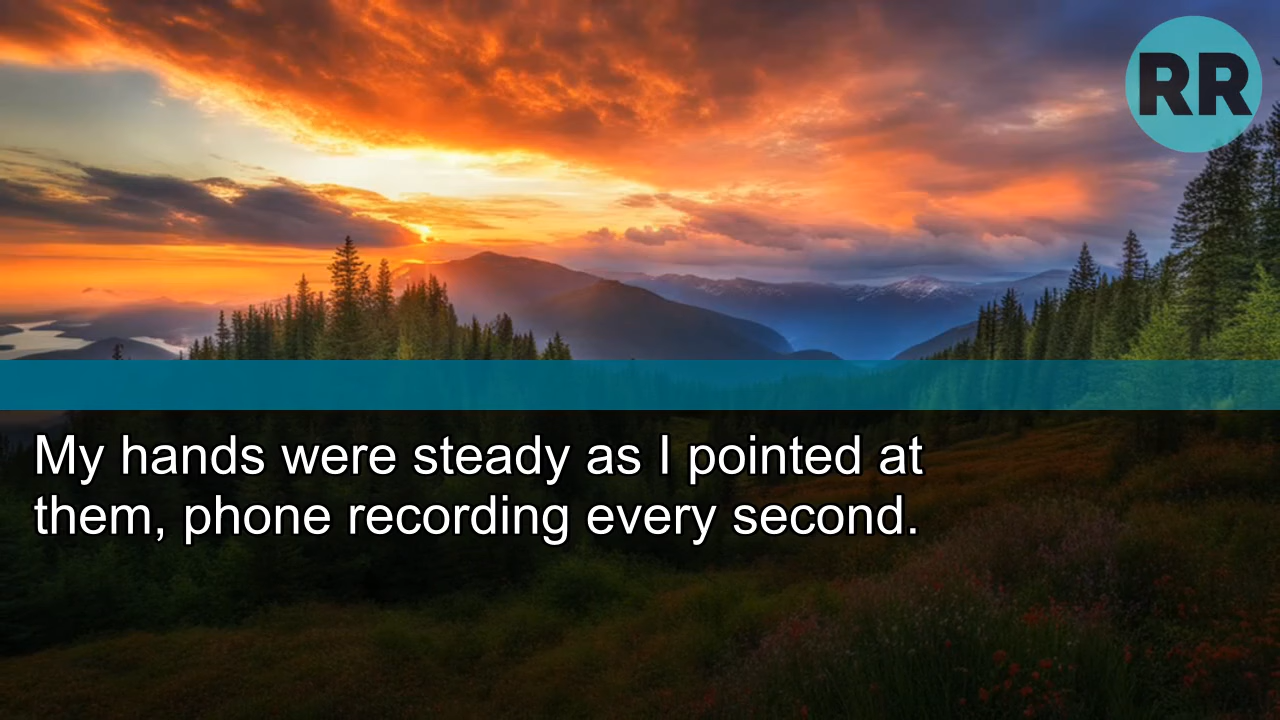 RR
My hands were steady as I pointed at
them, phone recording every second.